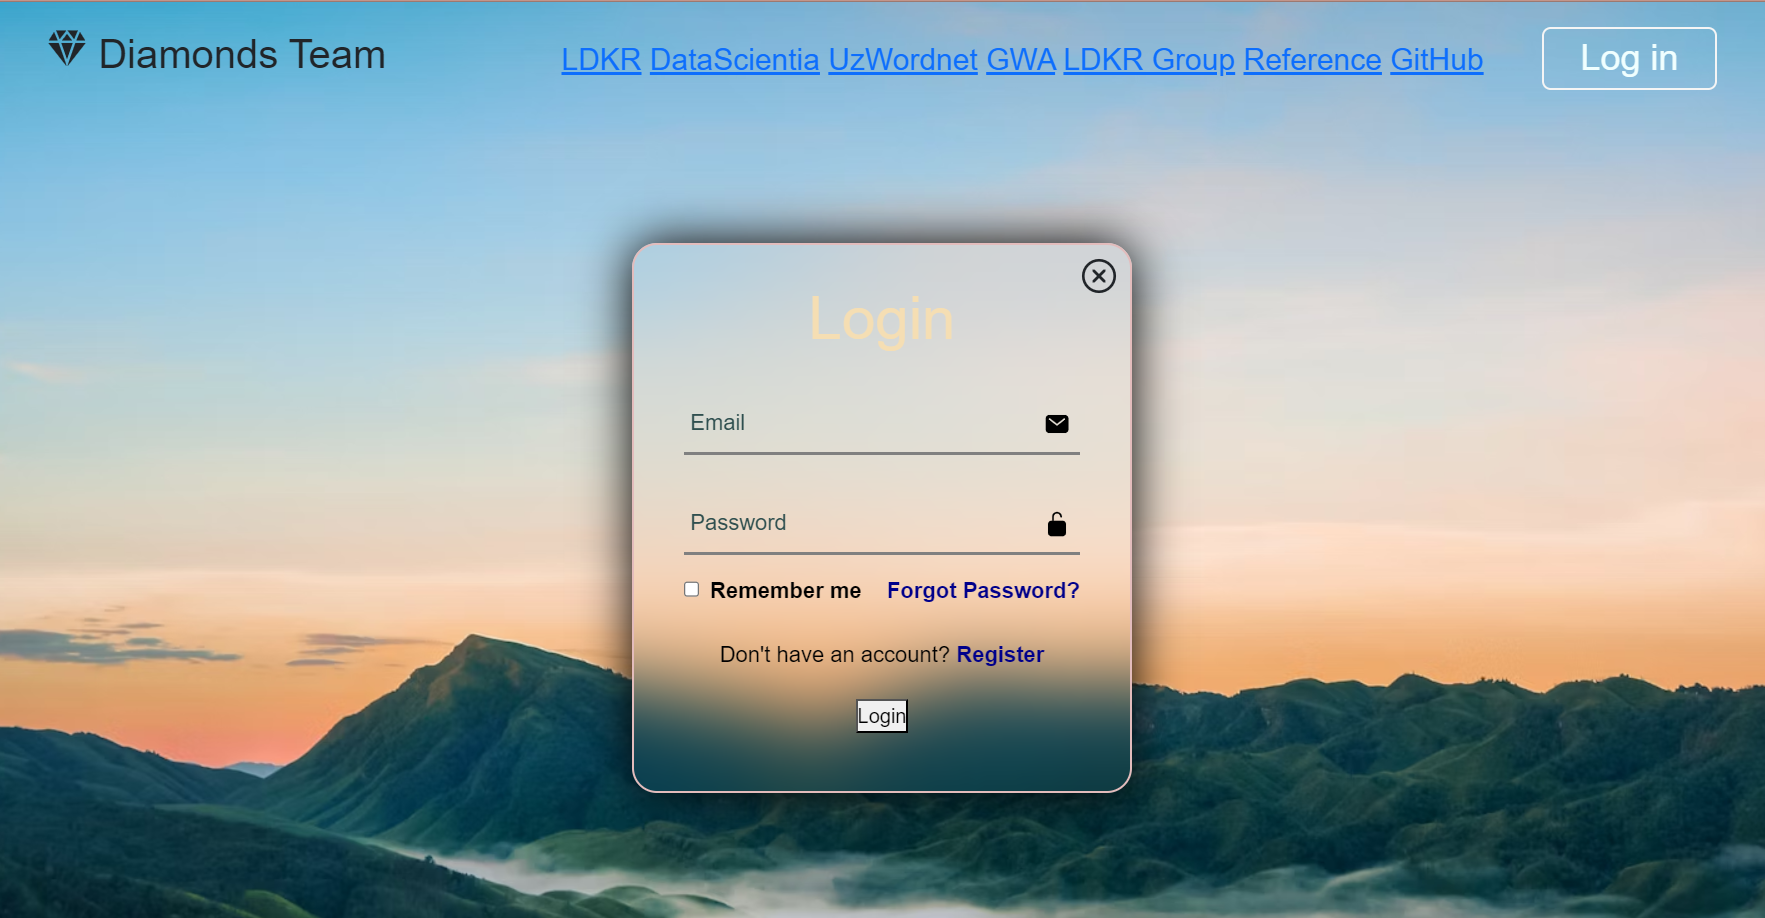 Diamonds Team
LDKR DataScientia UzWordnet GWA LDKR Group Reference GitHub
Log in
Login
Email
Password
Remember me Forgot Password?
Don't have an account? Register
Login